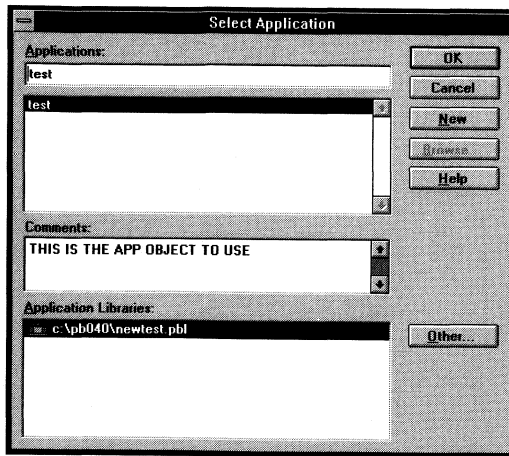 Select Application
Applications:
test
test
Comments:
THIS IS THE APP OBJECT TO USE
Application Libraries:
c:\pb040\newtest.pbl
OK
Cancel
New
Browse...
Help
Other...